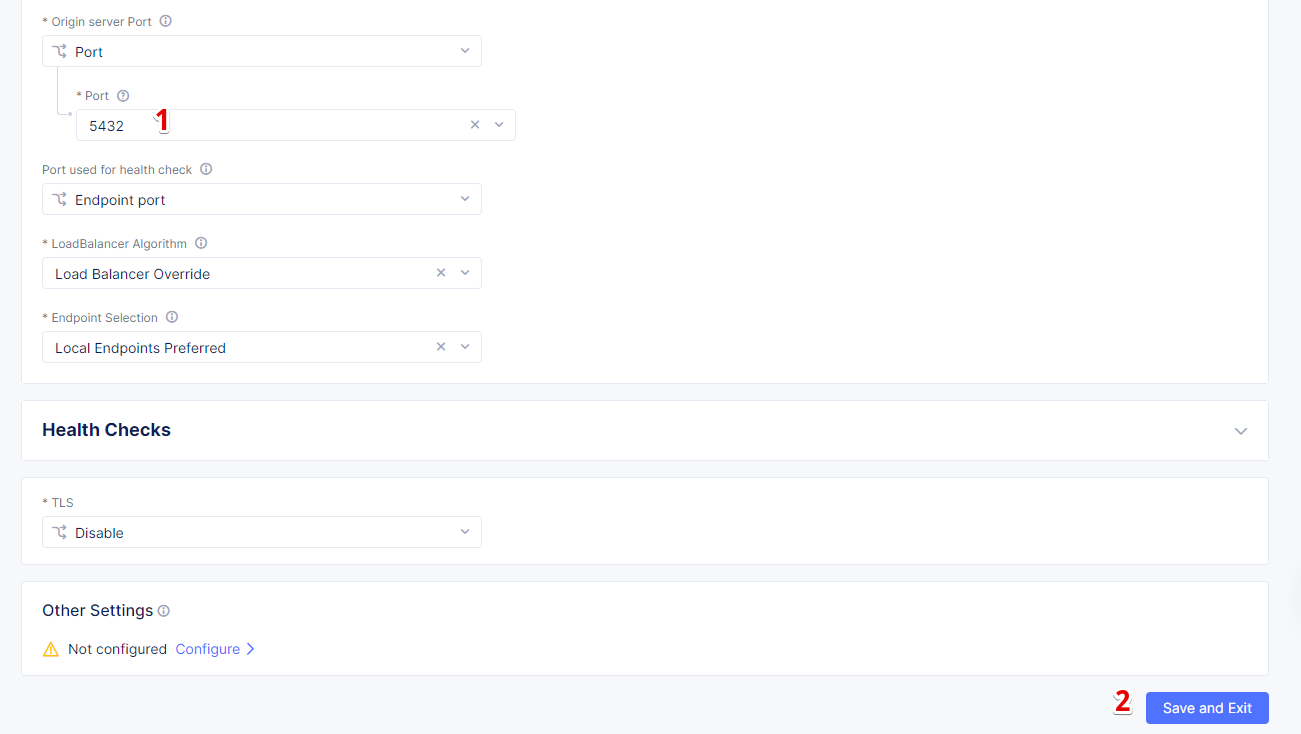 * Origin server Port
Port
* Port
5432
1
Port used for health check
Endpoint port
* LoadBalancer Algorithm
Load Balancer Override
* Endpoint Selection
Local Endpoints Preferred
Health Checks
* TLS
Disable
Other Settings
Not configured Configure
2
Save and Exit